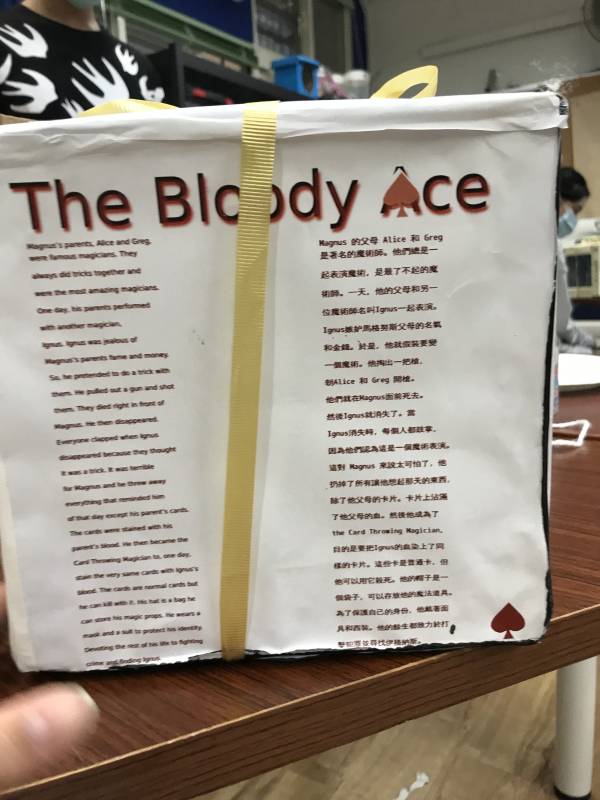 The Bloody Ace
Magnus's parents, Alice and Greg,
were famous magicians. They
always did tricks together and
were the most amazing magicians.
One day, his parents performed
with another magician,
Ignus. Ignus was jealous of
Magnus's parents fame and money.
So, he pretended to do a trick with
them. He pulled out a gun and shot
them. They died right in front of
Magnus. He then disappeared.
Everyone clapped when Ignus
disappeared because they thought
it was a trick. It was terrible
for Magnus and he threw away
everything that reminded him
of that day except his parent's cards.
The cards were stained with his
parent's blood. He then became the
Card Throwing Magician to, one day,
stain the very same cards with Ignus's
blood. The cards are normal cards but
he can kill with it. His hat is a bag he
can store his magic props. He wears a
mask and a suit to protect his identity.
Devoting the rest of his life to fighting
crime and finding Ignus.
Magnus 的父母 Alice 和 Greg
是著名的魔術師。他們總是一
起表演魔術，是最了不起的魔
術師。一天，他的父母和另一
位魔術師名叫Ignus一起表演。
Ignus嫉妒馬格努斯父母的名氣
和金錢。於是，他就假裝要變
一個魔術。他掏出一把槍，
朝Alice 和 Greg 開槍。
他們就在Magnus面前死去。
然後Ignus就消失了。當
Ignus消失時，每個人都鼓掌，
因為他們認為這是一個魔術表演。
這對 Magnus 來說太可怕了，他
扔掉了所有讓他想起那天的東西，
除了他父母的卡片。卡片上沾滿
了他父母的血。然後他成為了
the Card Throwing Magician,
目的是要把Ignus的血染上了同
樣的卡片。這些卡是普通卡，但
他可以用它殺死。他的帽子是一
個袋子，可以存放他的魔法道具。
為了保護自己的身份，他戴著面
具和西裝。他的餘生都致力於打
擊犯罪並尋找伊格納斯。